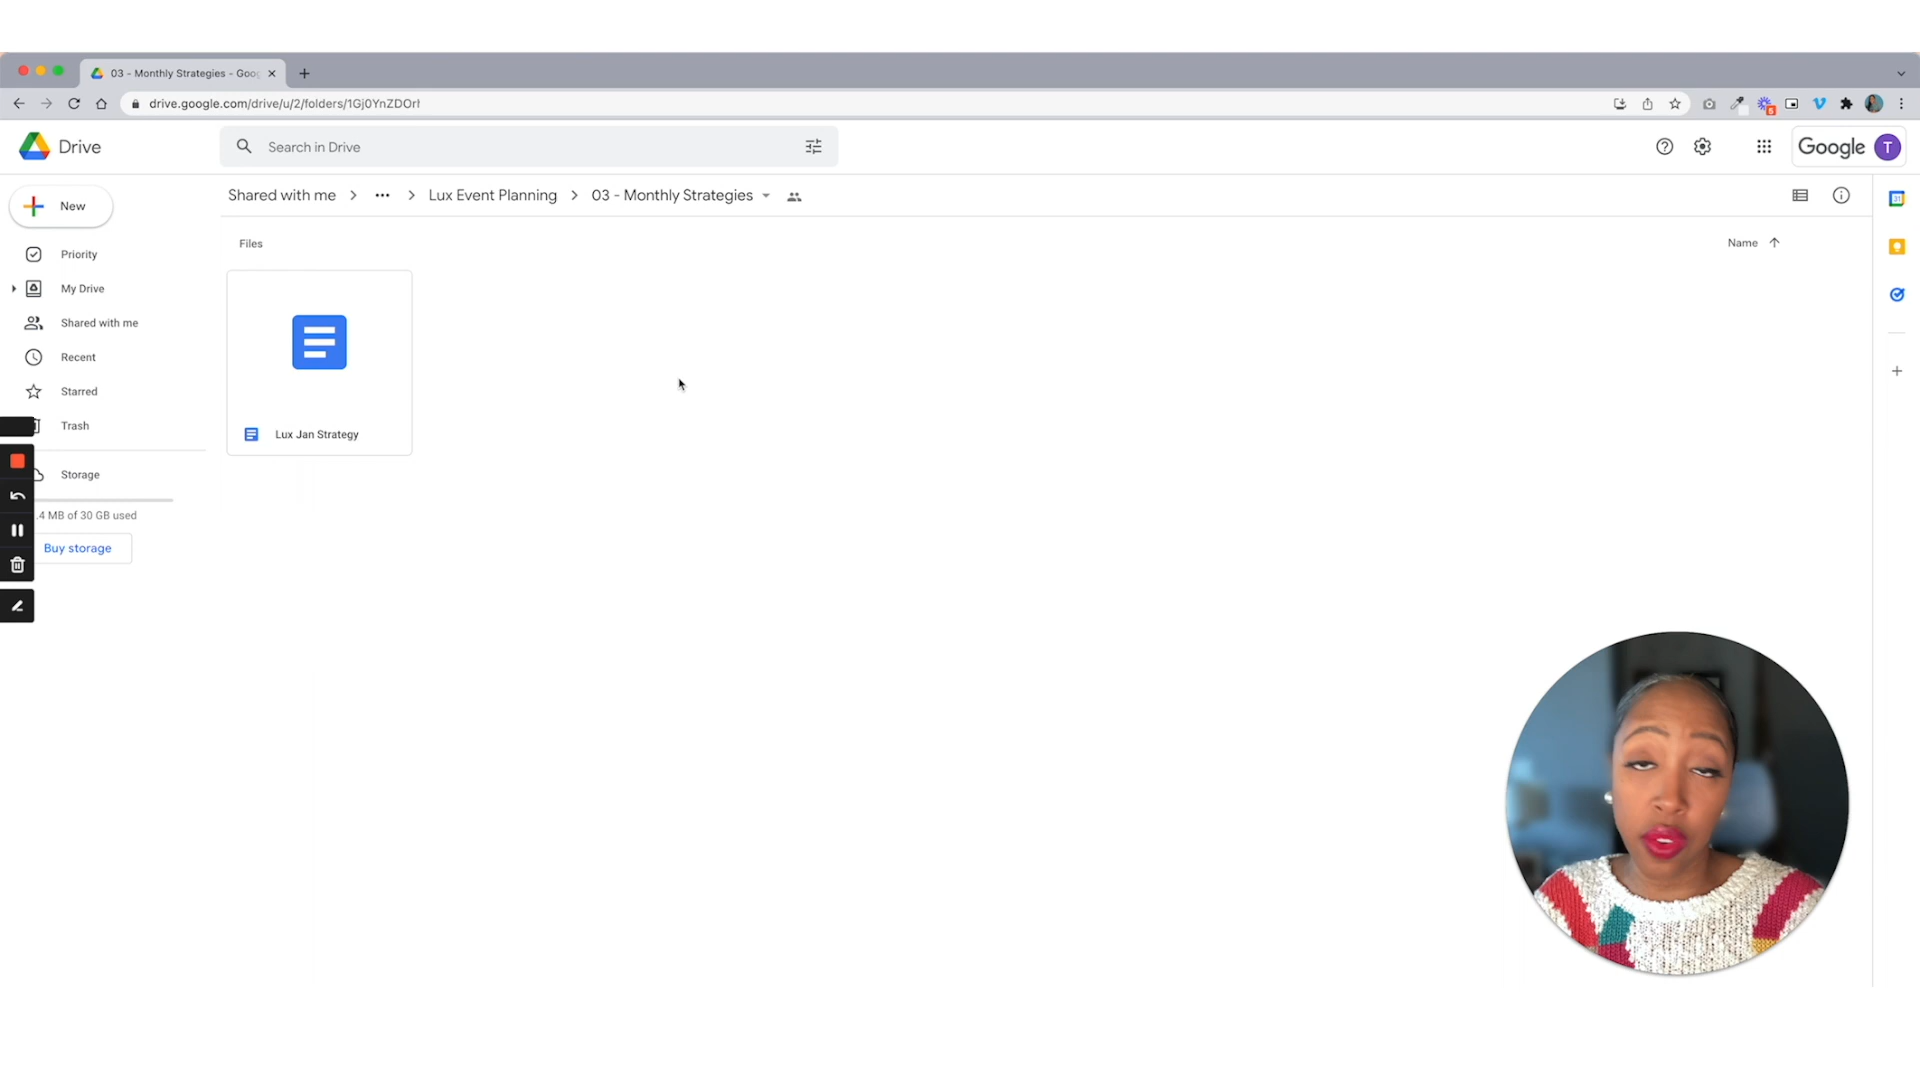 03 - Monthly Strategies - Goo
drive.google.com/drive/u/2/folders/1Gj0YnZDOrI
Drive
Search in Drive
Google
T
New
Shared with me
Lux Event Planning
03 - Monthly Strategies
Priority
My Drive
Shared with me
Recent
Starred
Trash
Storage
.4 MB of 30 GB used
Buy storage
Files
Name
Lux Jan Strategy
31